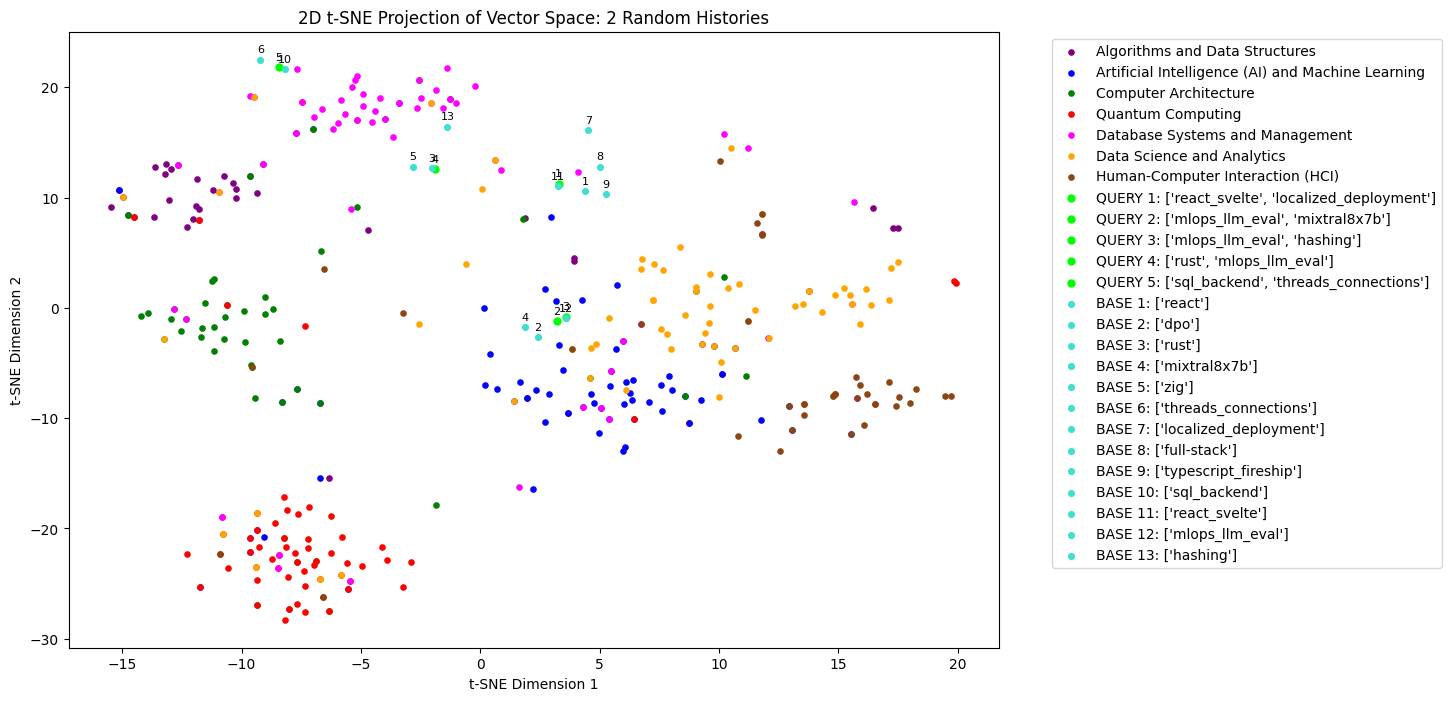 2D t-SNE Projection of Vector Space: 2 Random Histories
6
5
10
13
7
5
3
4
8
1
11
1
9
3
12
2
4
2
20
10
0
−10
−20
−30
t-SNE Dimension 2
−15
−10
−5
0
5
10
15
20
t-SNE Dimension 1
Algorithms and Data Structures
Artificial Intelligence (AI) and Machine Learning
Computer Architecture
Quantum Computing
Database Systems and Management
Data Science and Analytics
Human-Computer Interaction (HCI)
QUERY 1: ['react_svelte', 'localized_deployment']
QUERY 2: ['mlops_llm_eval', 'mixtral8x7b']
QUERY 3: ['mlops_llm_eval', 'hashing']
QUERY 4: ['rust', 'mlops_llm_eval']
QUERY 5: ['sql_backend', 'threads_connections']
BASE 1: ['react']
BASE 2: ['dpo']
BASE 3: ['rust']
BASE 4: ['mixtral8x7b']
BASE 5: ['zig']
BASE 6: ['threads_connections']
BASE 7: ['localized_deployment']
BASE 8: ['full-stack']
BASE 9: ['typescript_fireship']
BASE 10: ['sql_backend']
BASE 11: ['react_svelte']
BASE 12: ['mlops_llm_eval']
BASE 13: ['hashing']